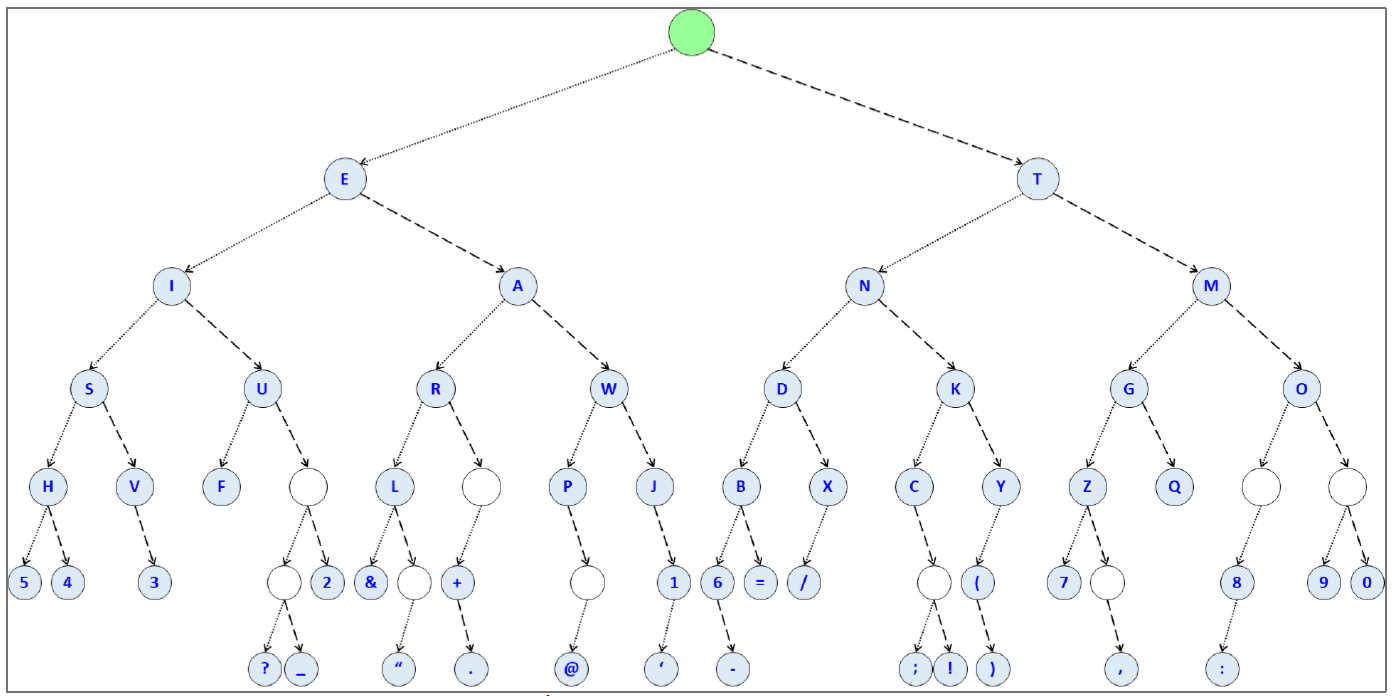 E T
I A N M
S U R W D K G O
H V F L P J B X C Y Z Q
5 4 3 2 & + 1 6 = / ( 7 8 9 0
? _ “ . @ ‘ - ; ! ) , :